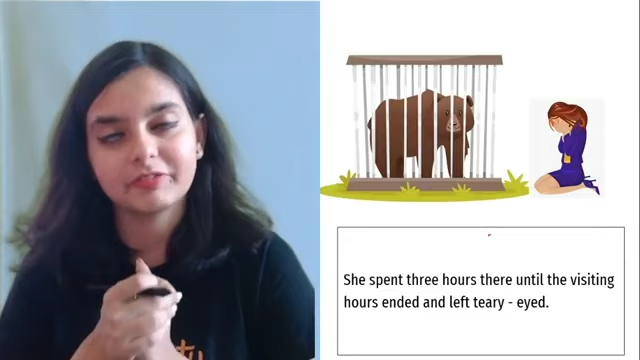 She spent three hours there until the visiting
hours ended and left teary - eyed.